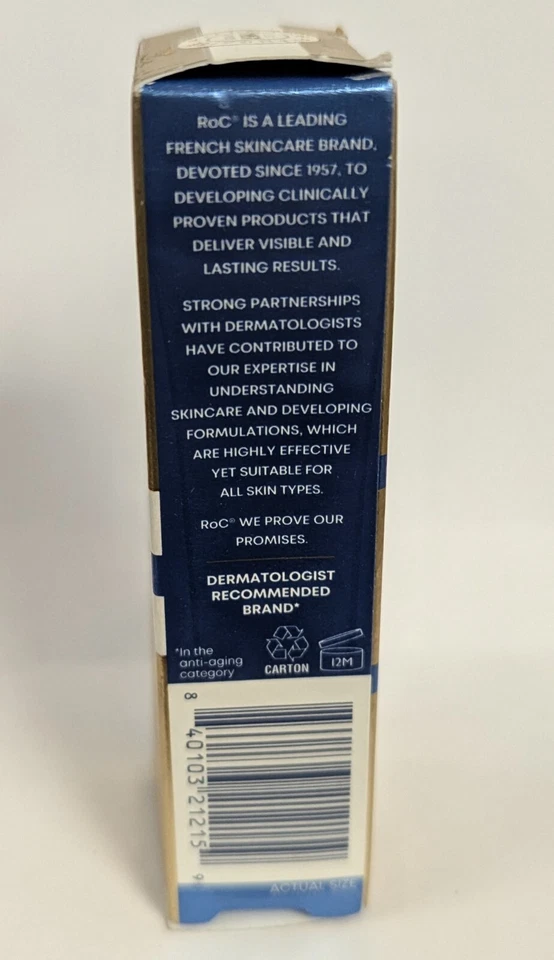 RoC® IS A LEADING
FRENCH SKINCARE BRAND,
DEVOTED SINCE 1957, TO
DEVELOPING CLINICALLY
PROVEN PRODUCTS THAT
DELIVER VISIBLE AND
LASTING RESULTS.
STRONG PARTNERSHIPS
WITH DERMATOLOGISTS
HAVE CONTRIBUTED TO
OUR EXPERTISE IN
UNDERSTANDING
SKINCARE AND DEVELOPING
FORMULATIONS, WHICH
ARE HIGHLY EFFECTIVE
YET SUITABLE FOR
ALL SKIN TYPES.
RoC® WE PROVE OUR
PROMISES.
DERMATOLOGIST
RECOMMENDED
BRAND*
*In the
anti-aging
category
CARTON
12M
8 40103 21215 9
ACTUAL SIZE